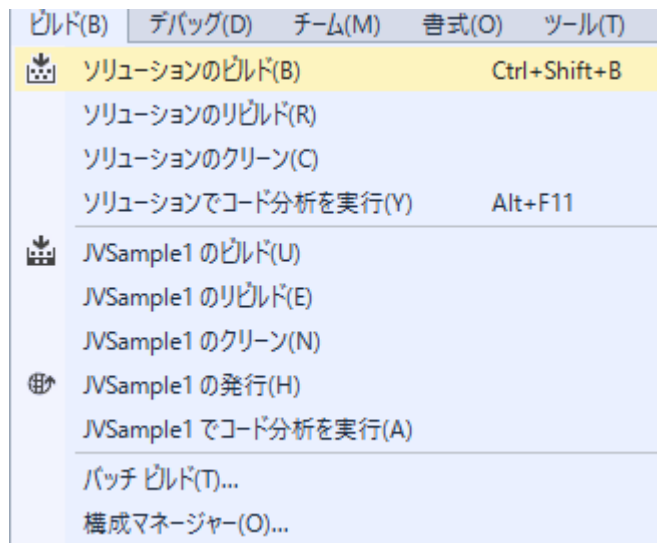 ビルド(B) デバッグ(D) チーム(M) 書式(O) ツール(T)
ソリューションのビルド(B) Ctrl+Shift+B
ソリューションのリビルド(R)
ソリューションのクリーン(C)
ソリューションでコード分析を実行(Y) Alt+F11
JVSample1 のビルド(U)
JVSample1 のリビルド(E)
JVSample1 のクリーン(N)
JVSample1 の発行(H)
JVSample1 でコード分析を実行(A)
バッチ ビルド(T)...
構成マネージャー(O)...